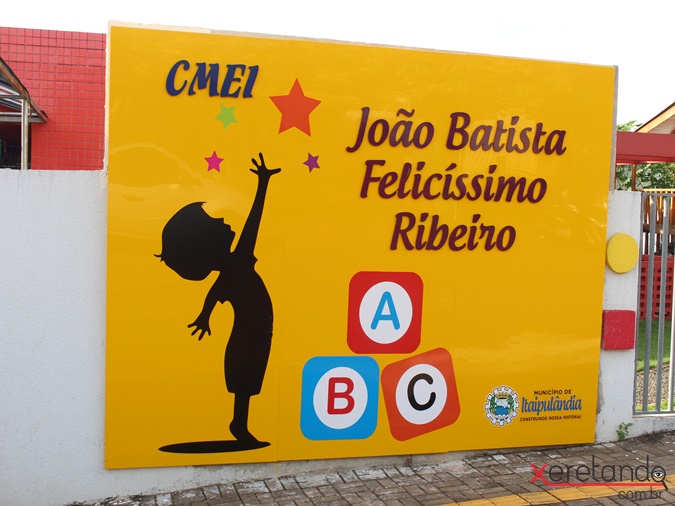 CMEI
João Batista
Felicíssimo
Ribeiro
A
B
C
MUNICÍPIO DE
Itaipulândia
CONSTRUINDO NOSSA HISTÓRIA!
xeretando
.com.br